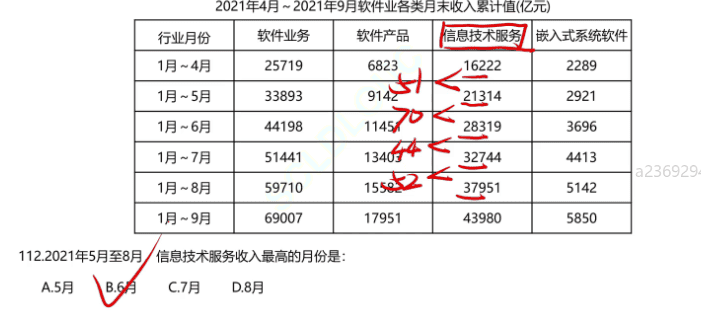 2021年4月～2021年9月软件业各类月末收入累计值(亿元)
行业月份 软件业务 软件产品 信息技术服务 嵌入式系统软件
1月～4月 25719 6823 16222 2289
51
1月～5月 33893 9142 21314 2921
70
1月～6月 44198 11451 28319 3696
44
1月～7月 51441 13403 32744 4413
a2369294
52
1月～8月 59710 15582 37951 5142
1月～9月 69007 17951 43980 5850
112.2021年5月至8月，信息技术服务收入最高的月份是：
A.5月 B.6月 C.7月 D.8月